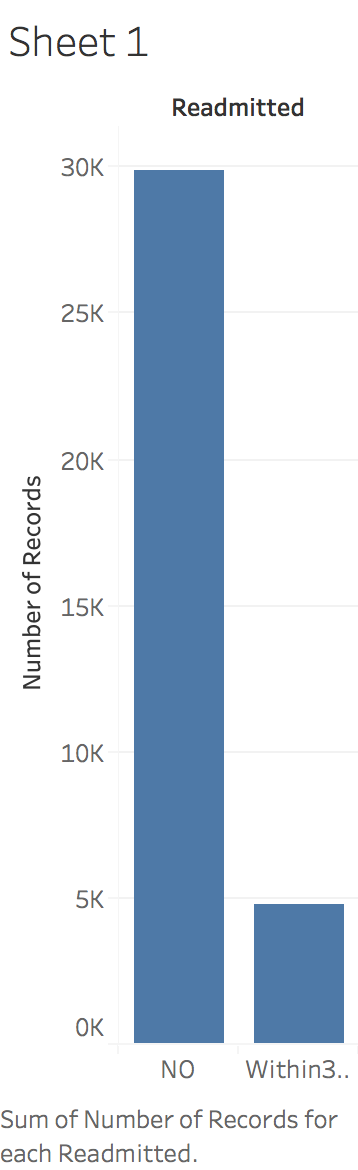 Sheet 1
Readmitted
30K
25K
20K
15K
10K
5K
0K
Number of Records
NO
Within3..
Sum of Number of Records for
each Readmitted.